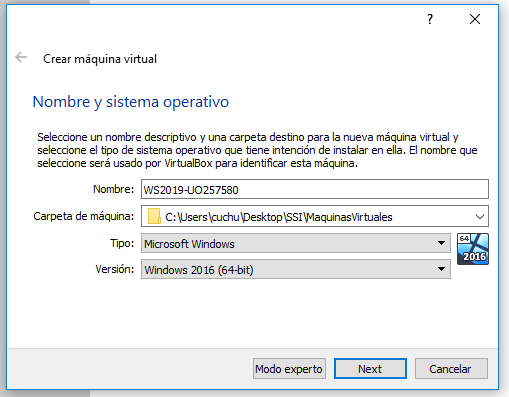 ?
Crear máquina virtual
Nombre y sistema operativo
Seleccione un nombre descriptivo y una carpeta destino para la nueva máquina virtual y
seleccione el tipo de sistema operativo que tiene intención de instalar en ella. El nombre que
seleccione será usado por VirtualBox para identificar esta máquina.
Nombre: WS2019-UO257580
Carpeta de máquina: C:\Users\cuchu\Desktop\SSI\MaquinasVirtuales
Tipo: Microsoft Windows
64
Versión: Windows 2016 (64-bit)
2016
Modo experto Next Cancelar